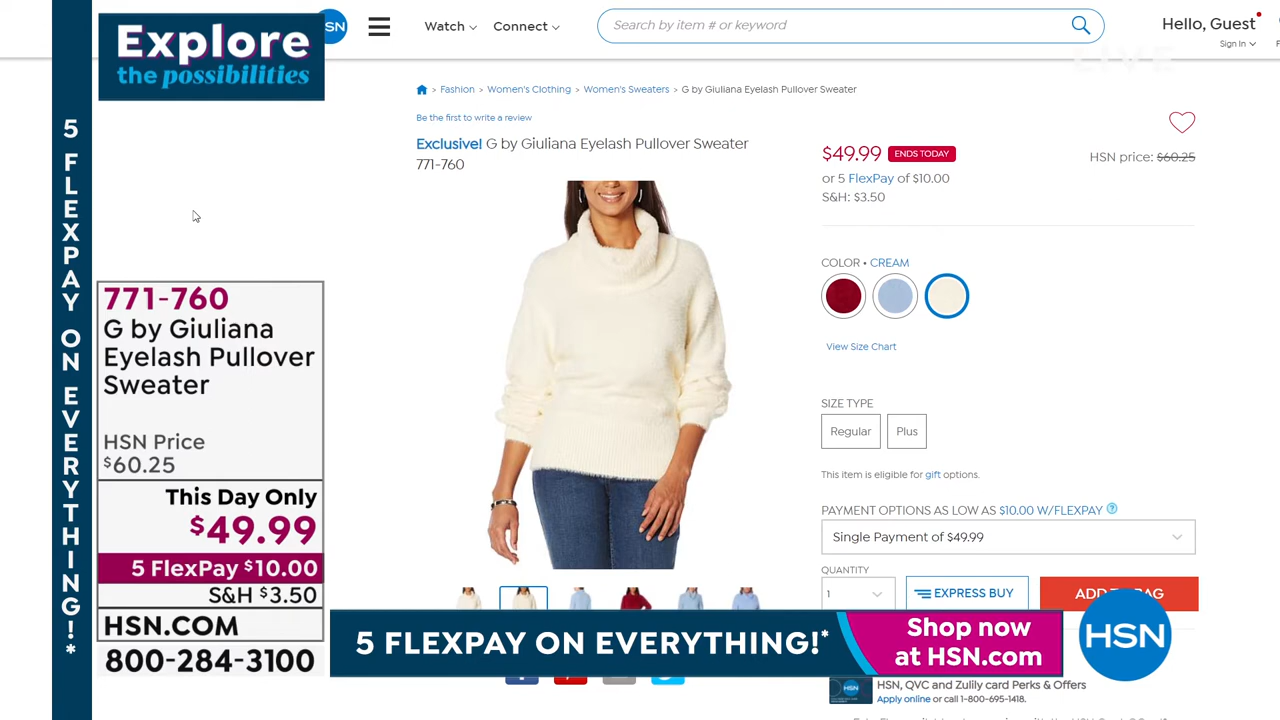 5 FLEXPAY ON EVERYTHING!*
Explore
the possibilities
SN
Watch
Connect
Search by item # or keyword
Hello, Guest
Sign In
LIVE
> Fashion > Women's Clothing > Women's Sweaters > G by Giuliana Eyelash Pullover Sweater
Be the first to write a review
Exclusive! G by Giuliana Eyelash Pullover Sweater
771-760
$49.99 ENDS TODAY
HSN price: $60.25
or 5 FlexPay of $10.00
S&H: $3.50
COLOR • CREAM
View Size Chart
SIZE TYPE
Regular
Plus
This item is eligible for gift options.
PAYMENT OPTIONS AS LOW AS $10.00 W/FLEXPAY ?
Single Payment of $49.99
QUANTITY
1
EXPRESS BUY
771-760
G by Giuliana
Eyelash Pullover
Sweater
HSN Price
$60.25
This Day Only
$49.99
5 FlexPay $10.00
S&H $3.50
HSN.COM
800-284-3100
5 FLEXPAY ON EVERYTHING!*
Shop now
at HSN.com
HSN
HSN
HSN, QVC and Zulily card Perks & Offers
Apply online or call 1-800-695-1418.